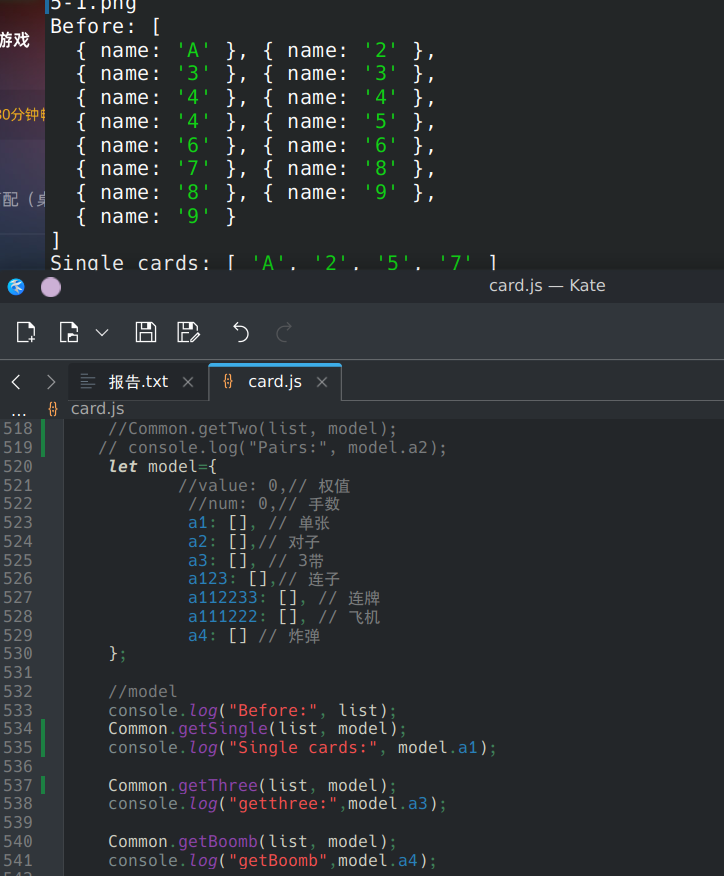 5-1.png
Before: [
游戏
{ name: 'A' }, { name: '2' },
{ name: '3' }, { name: '3' },
{ name: '4' }, { name: '4' },
30分钟
{ name: '4' }, { name: '5' },
{ name: '6' }, { name: '6' },
{ name: '7' }, { name: '8' },
配（
{ name: '8' }, { name: '9' },
{ name: '9' }
]
Single cards: [ 'A', '2', '5', '7' ]
card.js — Kate
报告.txt
card.js
... card.js
518 //Common.getTwo(list, model);
519 // console.log("Pairs:", model.a2);
520 let model={
521 //value: 0,// 权值
522 //num: 0,// 手数
523 a1: [], // 单张
524 a2: [],// 对子
525 a3: [], // 3带
526 a123: [],// 连子
527 a112233: [], // 连牌
528 a111222: [], // 飞机
529 a4: [] // 炸弹
530 };
531
532 //model
533 console.log("Before:", list);
534 Common.getSingle(list, model);
535 console.log("Single cards:", model.a1);
536
537 Common.getThree(list, model);
538 console.log("getthree:",model.a3);
539
540 Common.getBoomb(list, model);
541 console.log("getBoomb",model.a4);